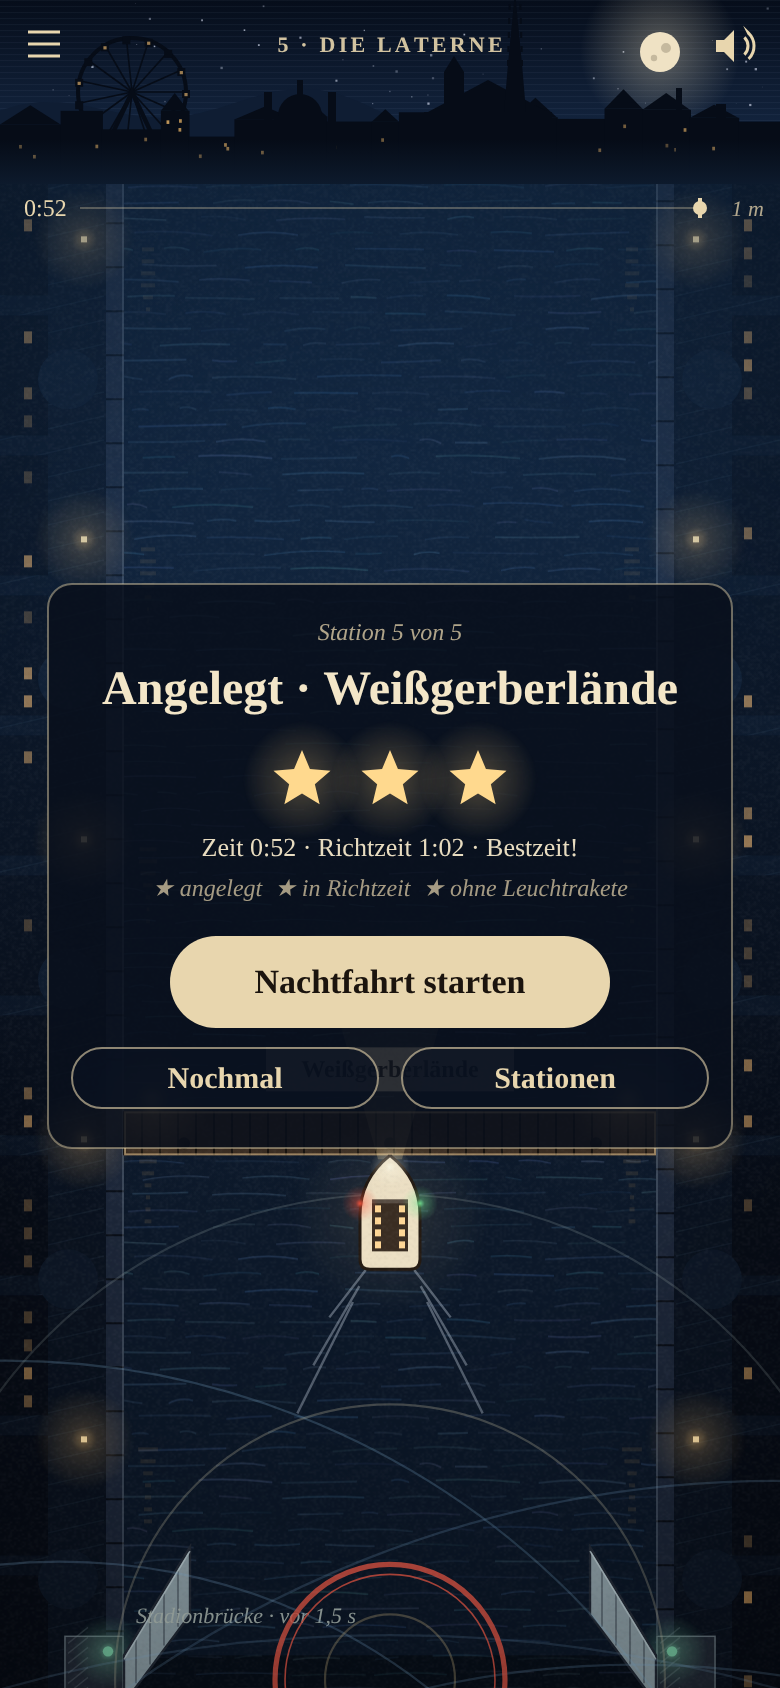 5 · DIE LATERNE
0:52
1 m
Station 5 von 5
Angelegt · Weißgerberlände
Zeit 0:52 · Richtzeit 1:02 · Bestzeit!
★ angelegt ★ in Richtzeit ★ ohne Leuchtrakete
Nachtfahrt starten
Weißgerberlände
Nochmal Stationen
Stadionbrücke · vor 1,5 s